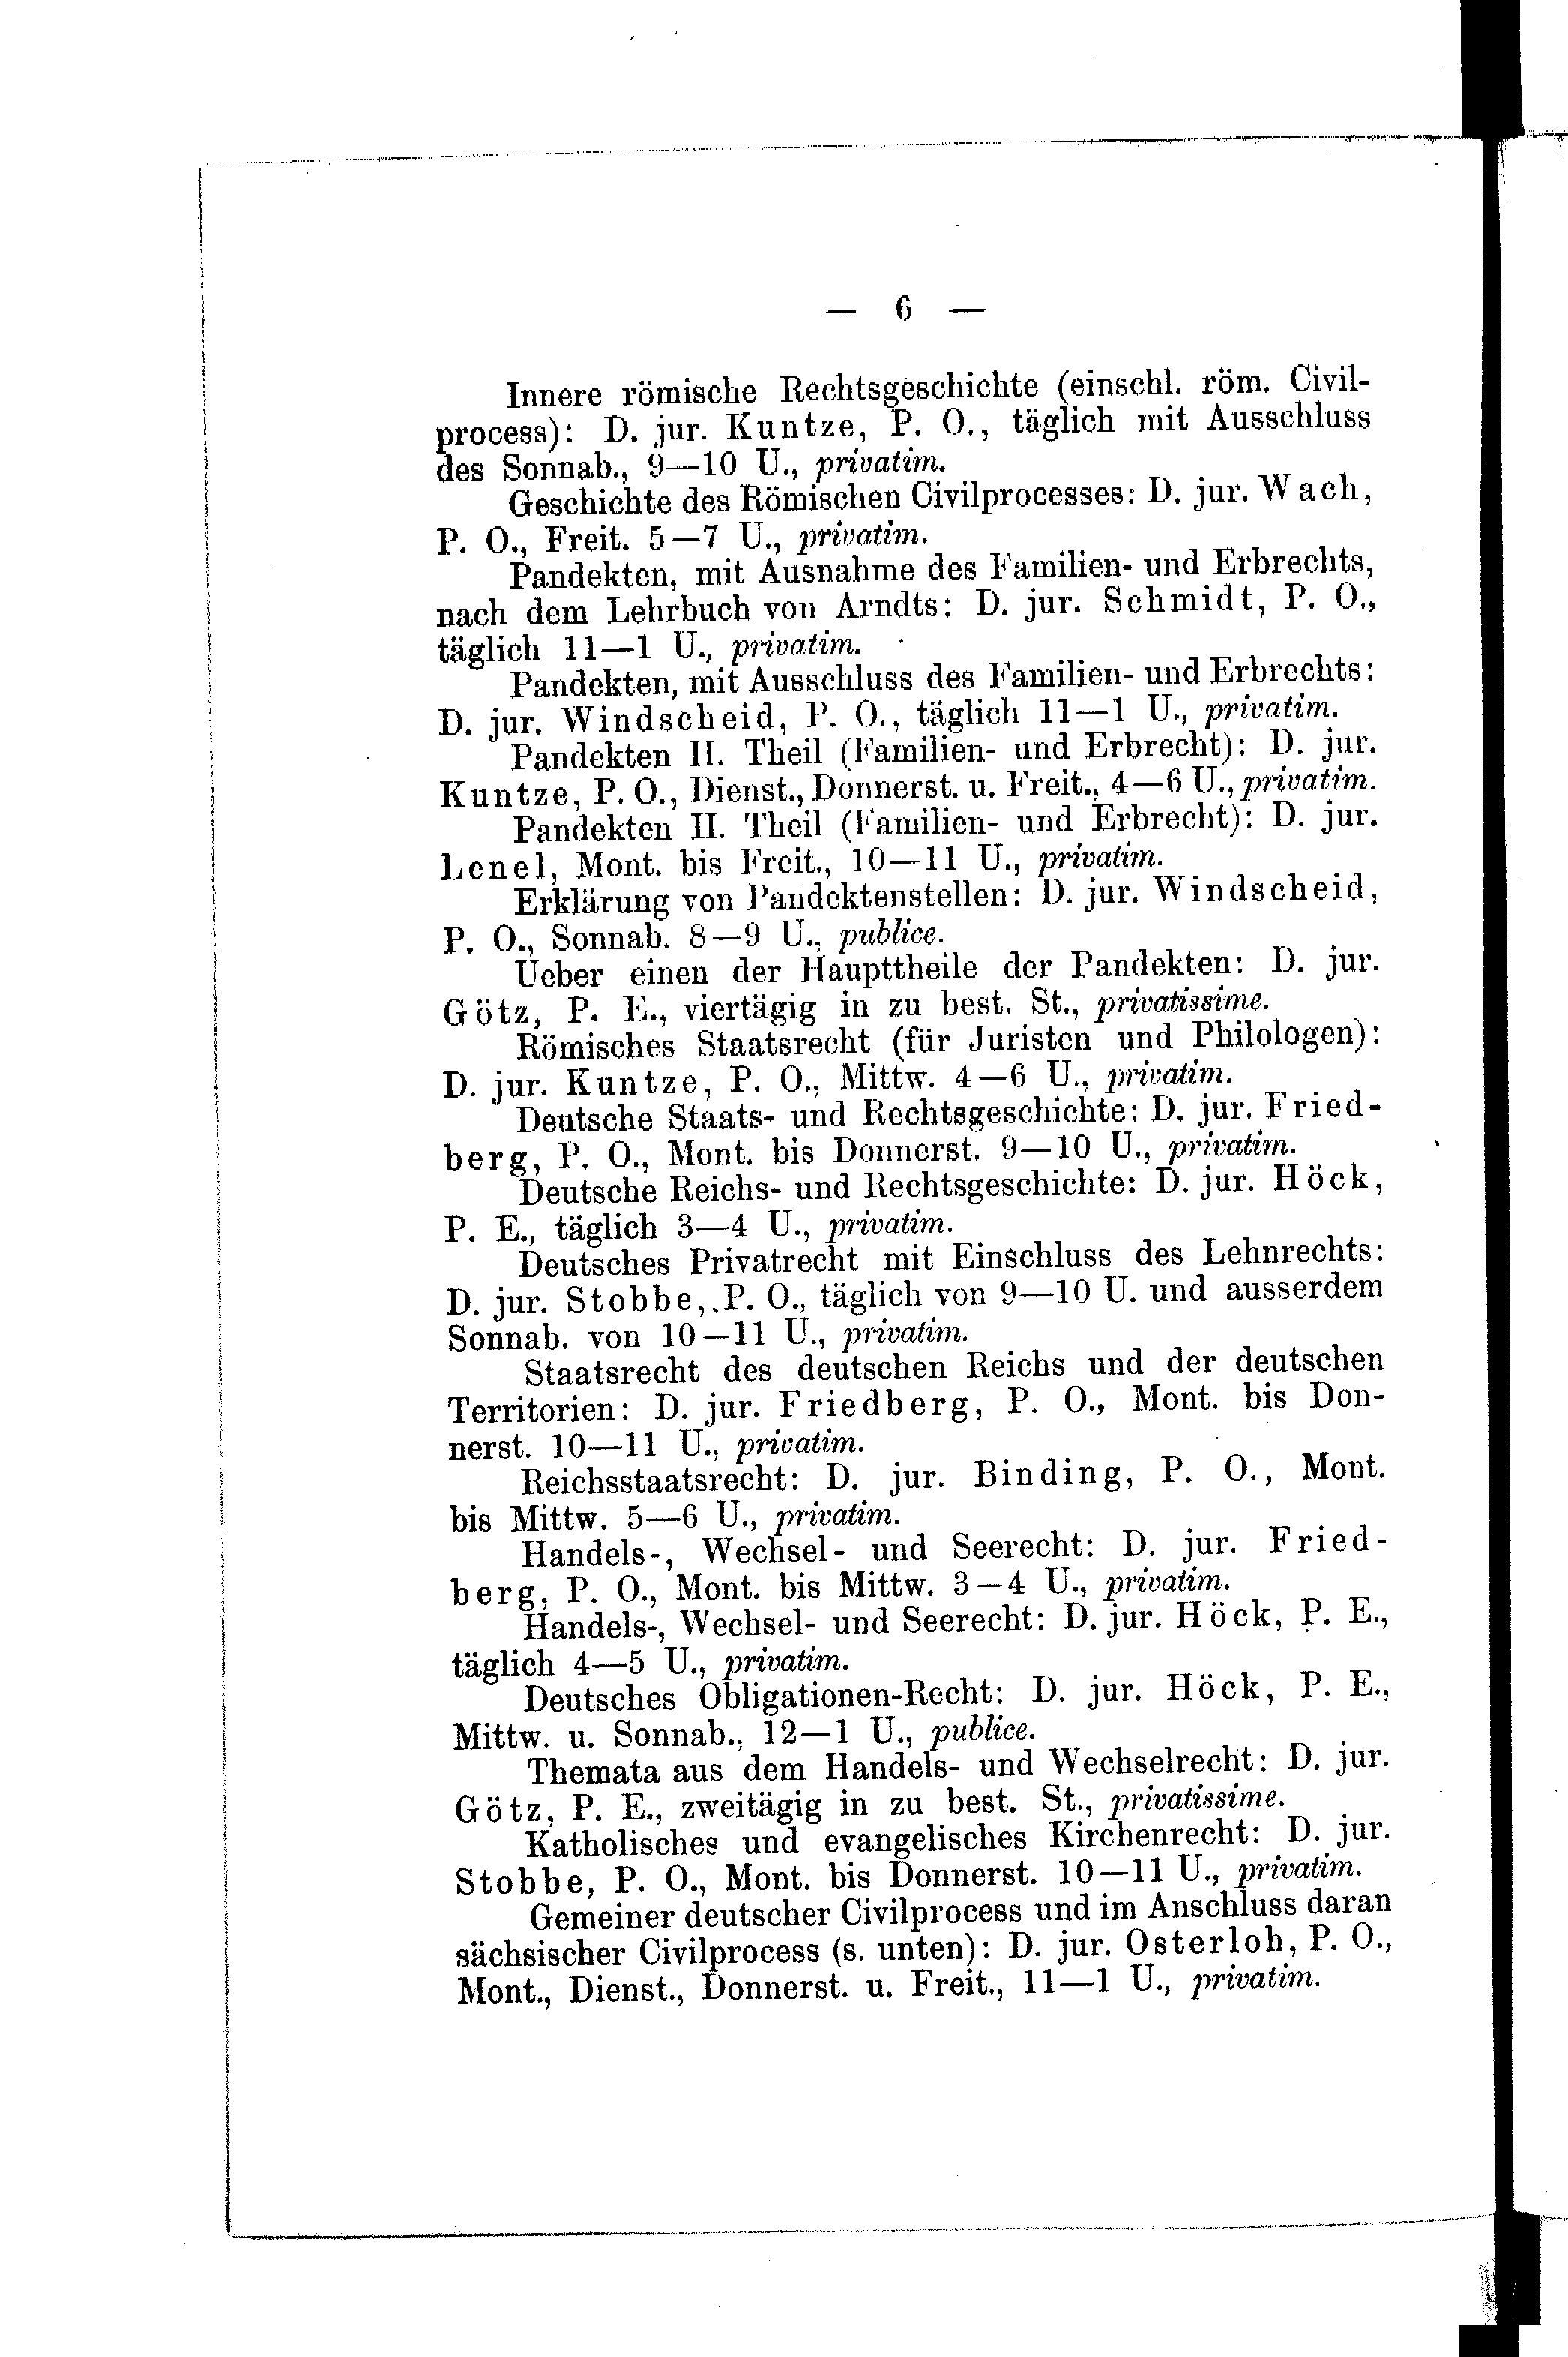 — 6 —
Innere römische Rechtsgeschichte (einschl. röm. Civil-
process): D. jur. Kuntze, P. O., täglich mit Ausschluss
des Sonnab., 9—10 U., privatim.
Geschichte des Römischen Civilprocesses: D. jur. Wach,
P. O., Freit. 5—7 U., privatim.
Pandekten, mit Ausnahme des Familien- und Erbrechts,
nach dem Lehrbuch von Arndts: D. jur. Schmidt, P. O.,
täglich 11—1 U., privatim.
Pandekten, mit Ausschluss des Familien- und Erbrechts:
D. jur. Windscheid, P. O., täglich 11—1 U., privatim.
Pandekten II. Theil (Familien- und Erbrecht): D. jur.
Kuntze, P. O., Dienst., Donnerst. u. Freit., 4—6 U., privatim.
Pandekten II. Theil (Familien- und Erbrecht): D. jur.
Lenel, Mont. bis Freit., 10—11 U., privatim.
Erklärung von Pandektenstellen: D. jur. Windscheid,
P. O., Sonnab. 8—9 U., publice.
Ueber einen der Haupttheile der Pandekten: D. jur.
Götz, P. E., viertägig in zu best. St., privatissime.
Römisches Staatsrecht (für Juristen und Philologen):
D. jur. Kuntze, P. O., Mittw. 4—6 U., privatim.
Deutsche Staats- und Rechtsgeschichte: D. jur. Fried-
berg, P. O., Mont. bis Donnerst. 9—10 U., privatim.
Deutsche Reichs- und Rechtsgeschichte: D. jur. Höck,
P. E., täglich 3—4 U., privatim.
Deutsches Privatrecht mit Einschluss des Lehnrechts:
D. jur. Stobbe, P. O., täglich von 9—10 U. und ausserdem
Sonnab. von 10—11 U., privatim.
Staatsrecht des deutschen Reichs und der deutschen
Territorien: D. jur. Friedberg, P. O., Mont. bis Don-
nerst. 10—11 U., privatim.
Reichsstaatsrecht: D. jur. Binding, P. O., Mont.
bis Mittw. 5—6 U., privatim.
Handels-, Wechsel- und Seerecht: D. jur. Fried-
berg, P. O., Mont. bis Mittw. 3—4 U., privatim.
Handels-, Wechsel- und Seerecht: D. jur. Höck, P. E.,
täglich 4—5 U., privatim.
Deutsches Obligationen-Recht: D. jur. Höck, P. E.,
Mittw. u. Sonnab., 12—1 U., publice.
Themata aus dem Handels- und Wechselrecht: D. jur.
Götz, P. E., zweitägig in zu best. St., privatissime.
Katholisches und evangelisches Kirchenrecht: D. jur.
Stobbe, P. O., Mont. bis Donnerst. 10—11 U., privatim.
Gemeiner deutscher Civilprocess und im Anschluss daran
sächsischer Civilprocess (s. unten): D. jur. Osterloh, P. O.,
Mont., Dienst., Donnerst. u. Freit., 11—1 U., privatim.